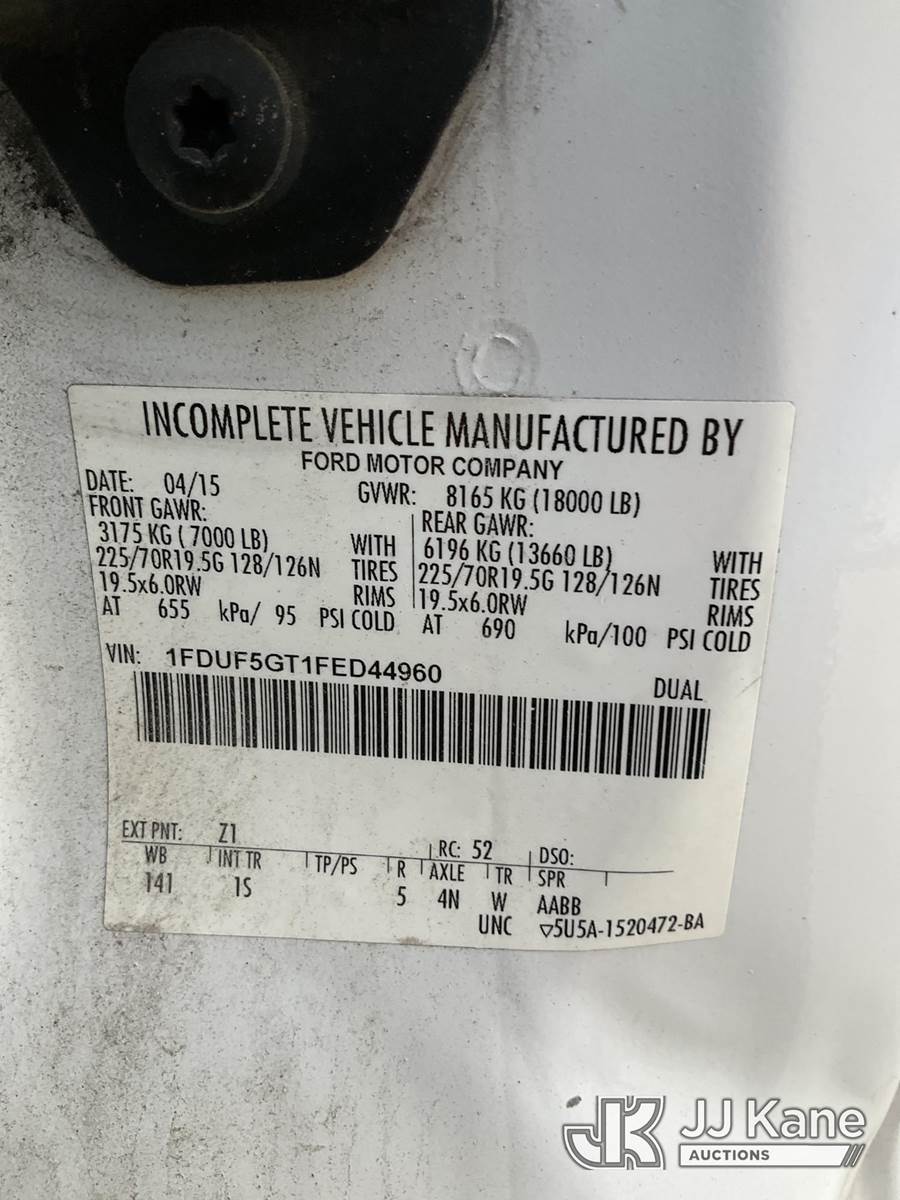 INCOMPLETE VEHICLE MANUFACTURED BY
FORD MOTOR COMPANY
DATE: 04/15 GVWR: 8165 KG (18000 LB)
FRONT GAWR: REAR GAWR:
3175 KG ( 7000 LB) WITH 6196 KG (13660 LB) WITH
225/70R19.5G 128/126N TIRES 225/70R19.5G 128/126N TIRES
19.5x6.0RW RIMS 19.5x6.0RW RIMS
AT 655 kPa/ 95 PSI COLD AT 690 kPa/100 PSI COLD
VIN: 1FDUF5GT1FED44960
DUAL
EXT PNT: Z1 RC: 52 DSO:
WB INT TR TP/PS R AXLE TR SPR
141 1S 5 4N W AABB
UNC ▽5U5A-1520472-BA
JK JJ Kane
AUCTIONS